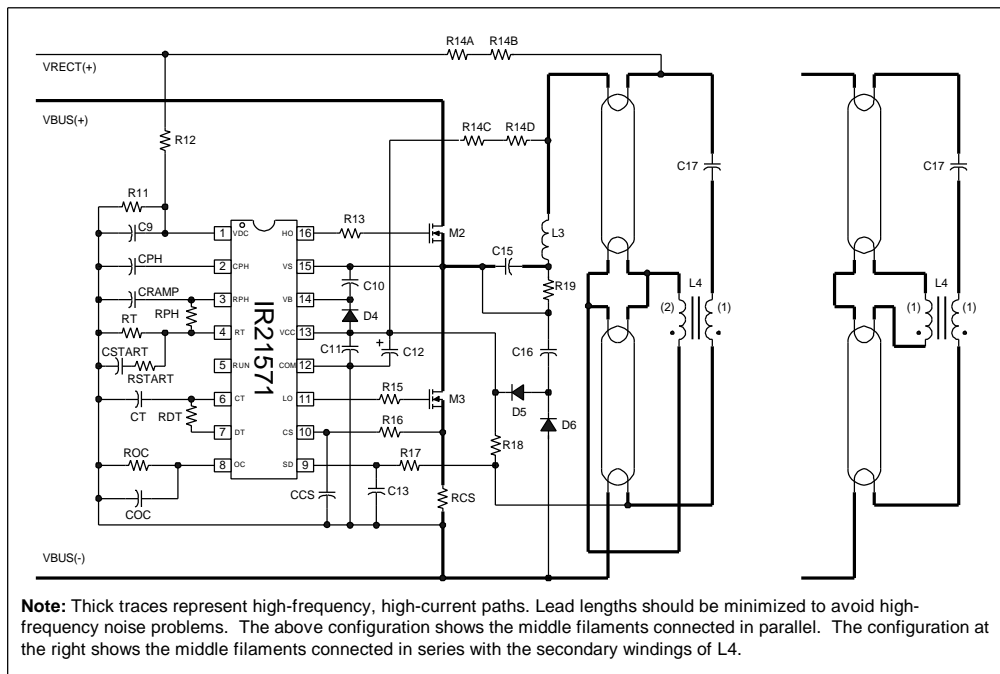 R14A R14B
VRECT(+)
VBUS(+)
R12
R14C R14D
C17
C17
R11
C9
R13
1 VDC HO 16
M2
L3
C15
CPH
2 CPH VS 15
C10
R19
L4
L4
CRAMP
3 RPH VB 14
RPH
D4
(2) (1)
(1) (1)
RT
4 RT VCC 13
IR21571
CSTART
C11
+
C12
C16
5 RUN COM 12
RSTART
R15
M3
6 CT LO 11
D5
CT
RDT
R16
D6
7 DT CS 10
R18
ROC
R17
8 OC SD 9
COC
CCS
C13
RCS
VBUS(-)
Note: Thick traces represent high-frequency, high-current paths. Lead lengths should be minimized to avoid high-
frequency noise problems. The above configuration shows the middle filaments connected in parallel. The configuration at
the right shows the middle filaments connected in series with the secondary windings of L4.